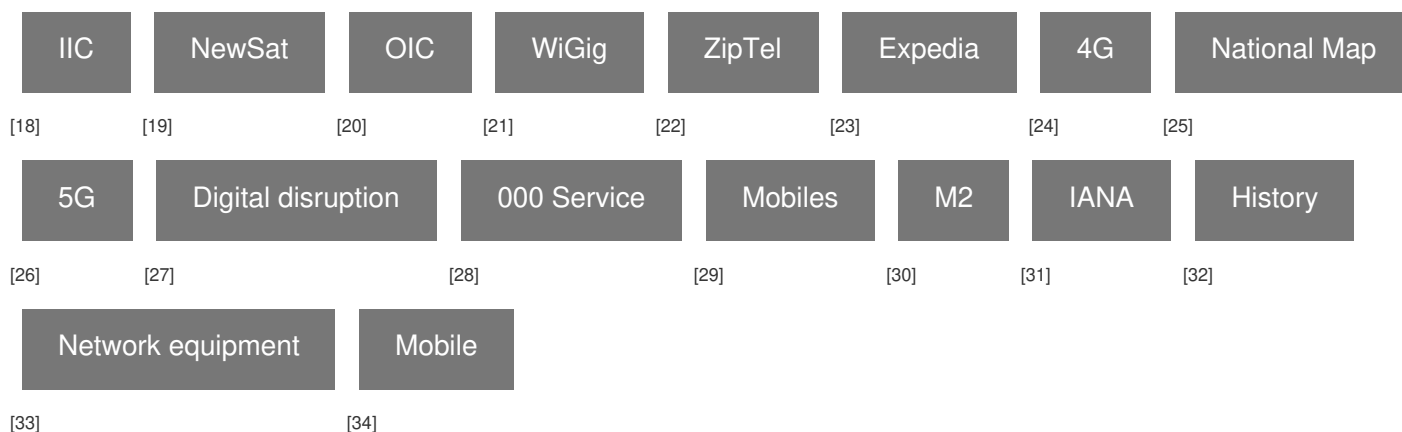 IIC NewSat OIC WiGig ZipTel Expedia 4G National Map
[18] [19] [20] [21] [22] [23] [24] [25]
5G Digital disruption 000 Service Mobiles M2 IANA History
[26] [27] [28] [29] [30] [31] [32]
Network equipment Mobile
[33] [34]